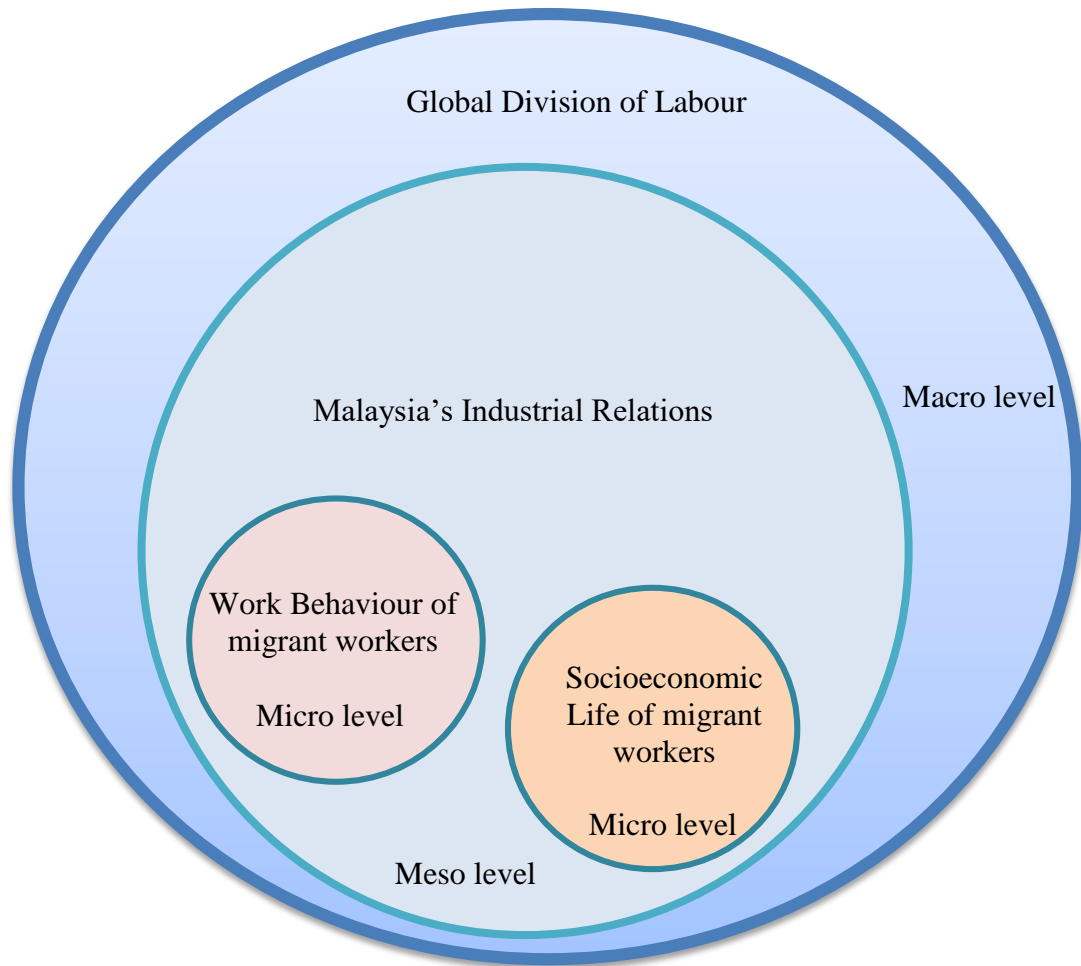 Global Division of Labour
Macro level
Malaysia’s Industrial Relations
Work Behaviour of
migrant workers
Micro level
Socioeconomic
Life of migrant
workers
Micro level
Meso level